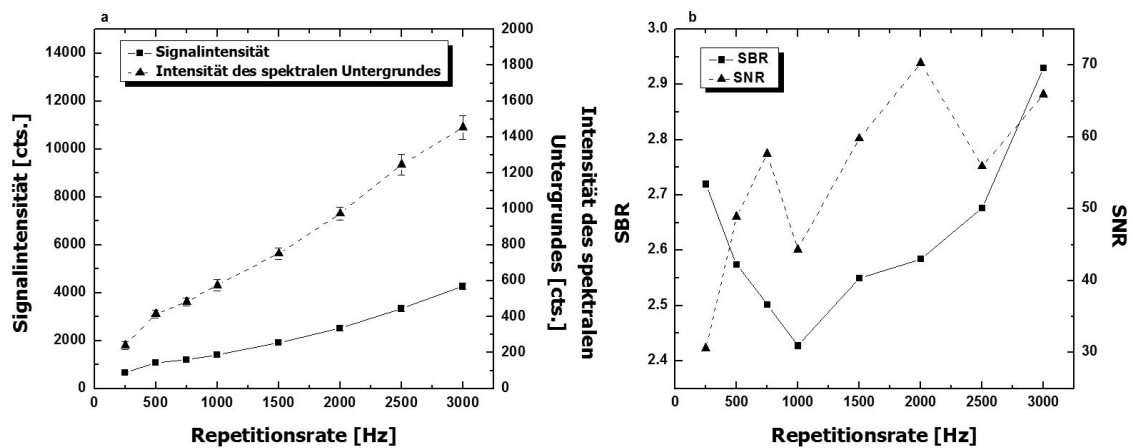 a
Signalintensität
Intensität des spektralen Untergrundes
14000
12000
10000
8000
6000
4000
2000
0
Signalintensität [cts.]
2000
1800
1600
1400
1200
1000
800
600
400
200
0
Intensität des spektralen
Untergrundes [cts.]
0 500 1000 1500 2000 2500 3000
Repetitionsrate [Hz]
b
SBR
SNR
3.0
2.9
2.8
2.7
2.6
2.5
2.4
SBR
70
60
50
40
30
SNR
0 500 1000 1500 2000 2500 3000
Repetitionsrate [Hz]